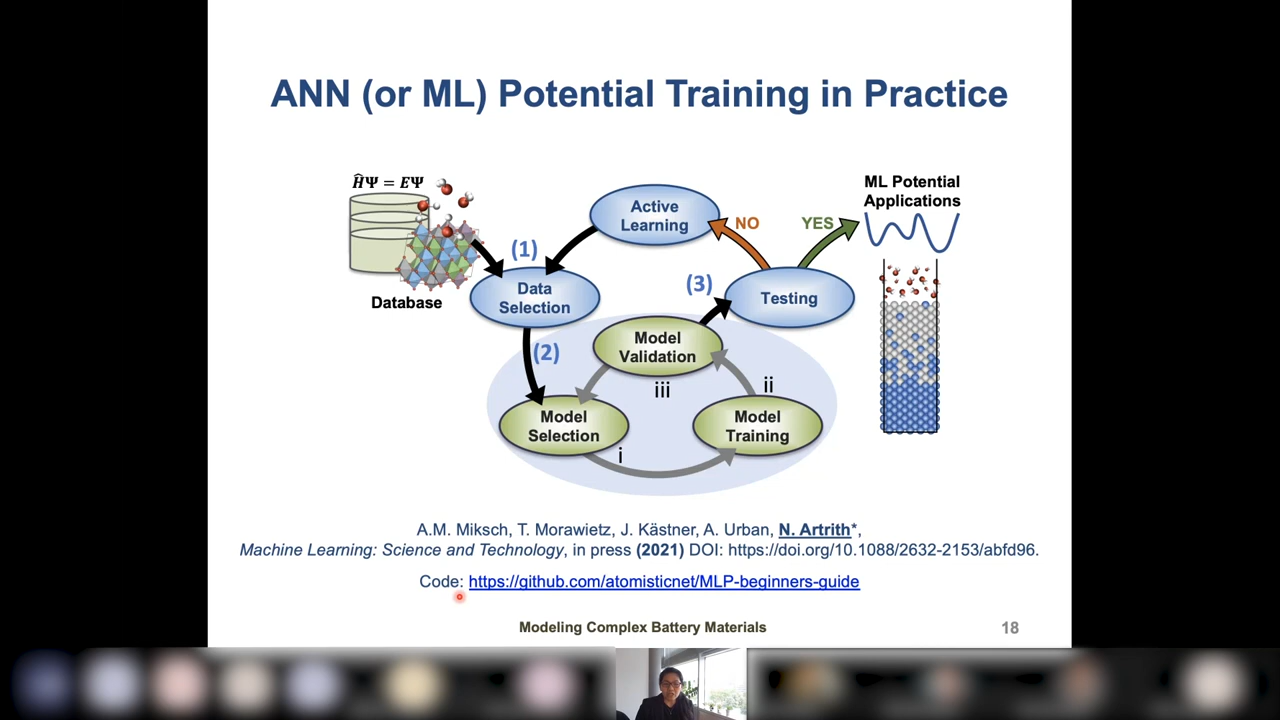 ANN (or ML) Potential Training in Practice
ĤΨ = EΨ
Database
(1)
Data
Selection
Active
Learning
NO
YES
ML Potential
Applications
(3)
Testing
(2)
Model
Validation
iii
ii
Model
Selection
i
Model
Training
A.M. Miksch, T. Morawietz, J. Kästner, A. Urban, N. Artrith*,
Machine Learning: Science and Technology, in press (2021) DOI: https://doi.org/10.1088/2632-2153/abfd96.
Code: https://github.com/atomisticnet/MLP-beginners-guide
Modeling Complex Battery Materials
18